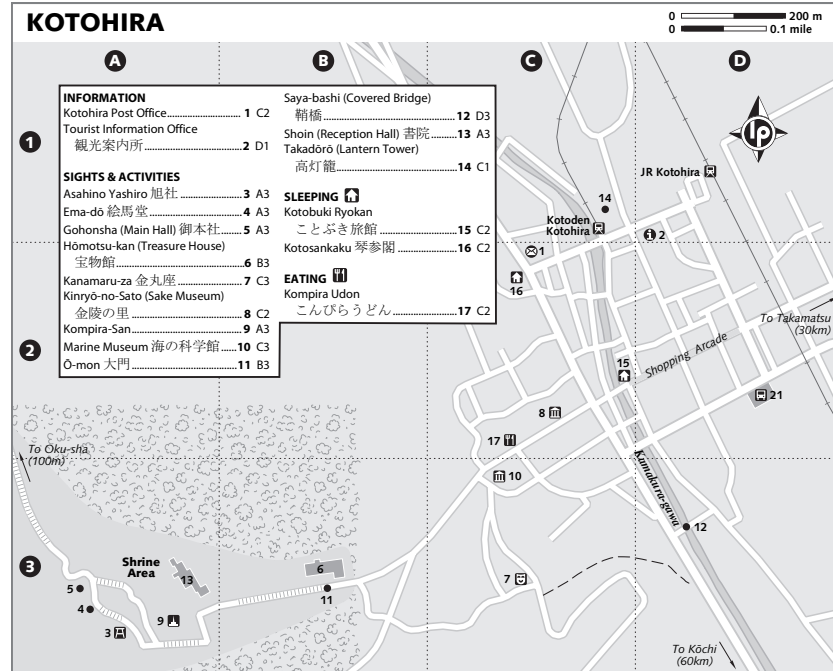 KOTOHIRA
0 200 m
0 0.1 mile
A
B
C
D
1
2
3
INFORMATION
Kotohira Post Office............................ 1 C2
Tourist Information Office
観光案内所.................................... 2 D1
SIGHTS & ACTIVITIES
Asahino Yashiro 旭社....................... 3 A3
Ema-dō 絵馬堂................................ 4 A3
Gohonsha (Main Hall) 御本社........ 5 A3
Hōmotsu-kan (Treasure House)
宝物館........................................... 6 B3
Kanamaru-za 金丸座....................... 7 C3
Kinryō-no-Sato (Sake Museum)
金陵の里....................................... 8 C2
Kompira-San..................................... 9 A3
Marine Museum 海の科学館.....10 C3
Ō-mon 大門....................................11 B3
Saya-bashi (Covered Bridge)
鞘橋..............................................12 D3
Shoin (Reception Hall) 書院.........13 A3
Takadōrō (Lantern Tower)
高灯籠..........................................14 C1
SLEEPING
Kotobuki Ryokan
ことぶき旅館..............................15 C2
Kotosankaku 琴参閣.....................16 C2
EATING
Kompira Udon
こんぴらうどん...........................17 C2
lp
JR Kotohira
14
Kotoden
Kotohira
1
2
16
To Takamatsu
(30km)
Shopping Arcade
15
21
8
17
To Oku-sha
(100m)
10
Kamakura-gawa
12
Shrine
Area
13
6
7
5
11
4
9
3
To Kōchi
(60km)